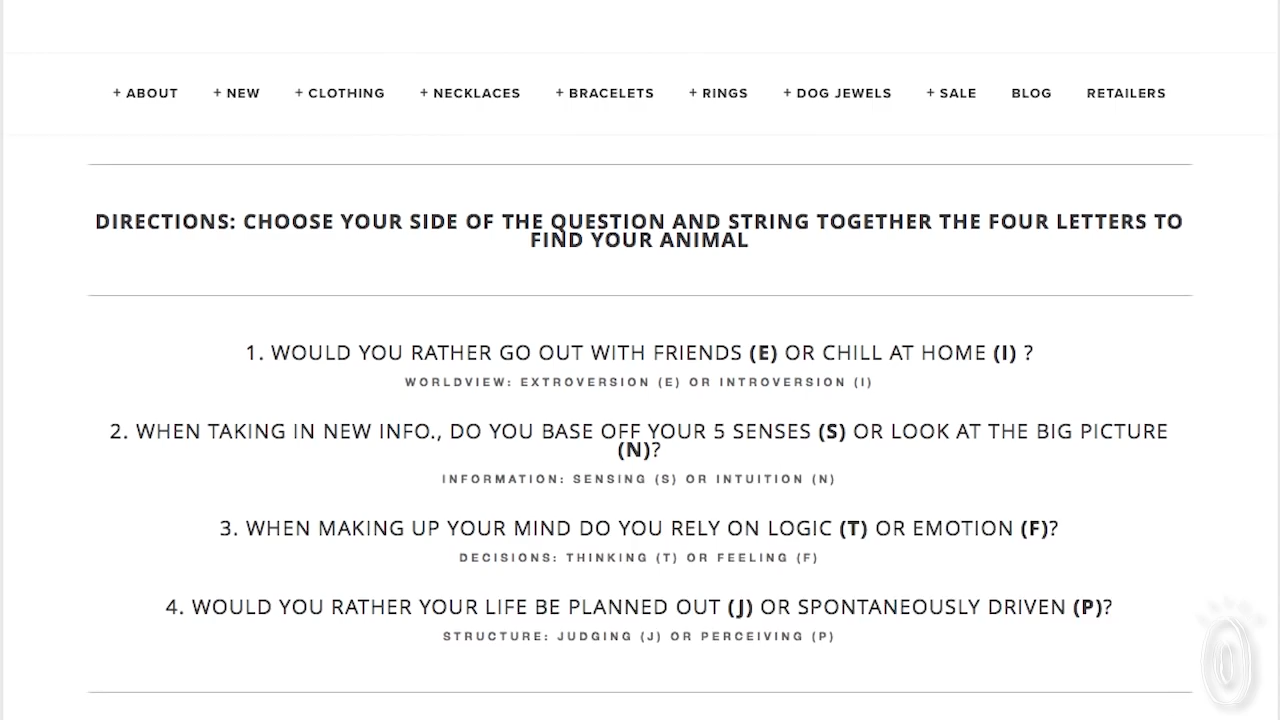 + ABOUT + NEW + CLOTHING + NECKLACES + BRACELETS + RINGS + DOG JEWELS + SALE BLOG RETAILERS
DIRECTIONS: CHOOSE YOUR SIDE OF THE QUESTION AND STRING TOGETHER THE FOUR LETTERS TO
FIND YOUR ANIMAL
1. WOULD YOU RATHER GO OUT WITH FRIENDS (E) OR CHILL AT HOME (I) ?
WORLDVIEW: EXTROVERSION (E) OR INTROVERSION (I)
2. WHEN TAKING IN NEW INFO., DO YOU BASE OFF YOUR 5 SENSES (S) OR LOOK AT THE BIG PICTURE
(N)?
INFORMATION: SENSING (S) OR INTUITION (N)
3. WHEN MAKING UP YOUR MIND DO YOU RELY ON LOGIC (T) OR EMOTION (F)?
DECISIONS: THINKING (T) OR FEELING (F)
4. WOULD YOU RATHER YOUR LIFE BE PLANNED OUT (J) OR SPONTANEOUSLY DRIVEN (P)?
STRUCTURE: JUDGING (J) OR PERCEIVING (P)